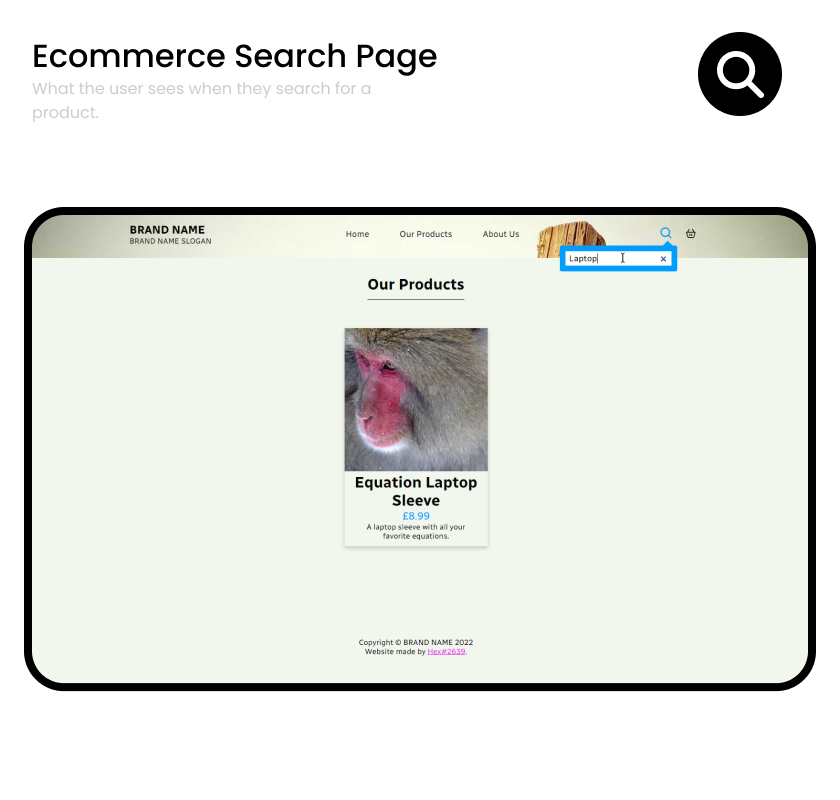 Ecommerce Search Page
What the user sees when they search for a
product.
BRAND NAME
BRAND NAME SLOGAN
Home
Our Products
About Us
Laptop
Our Products
Equation Laptop
Sleeve
£8.99
A laptop sleeve with all your
favorite equations.
Copyright © BRAND NAME 2022
Website made by Hex#2639.